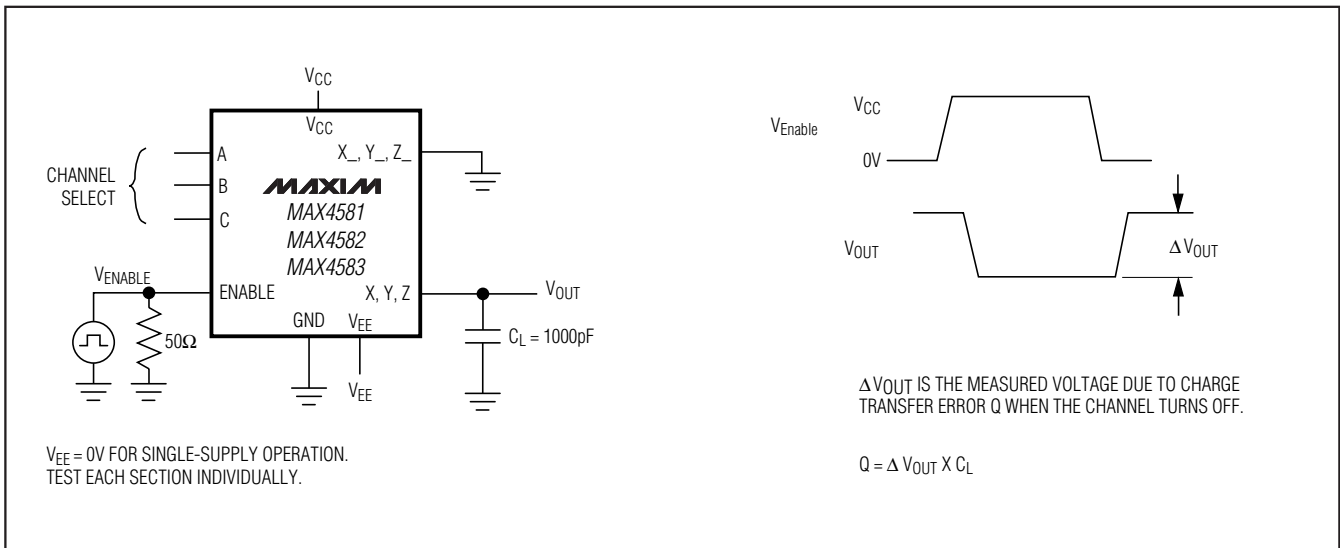 VCC
VCC
A
X_, Y_, Z_
CHANNEL
SELECT
B
MAXIM
MAX4581
C
MAX4582
MAX4583
VENABLE
ENABLE
X, Y, Z
VOUT
GND
VEE
50Ω
CL = 1000pF
VEE
VEE = 0V FOR SINGLE-SUPPLY OPERATION.
TEST EACH SECTION INDIVIDUALLY.
VCC
VEnable
0V
VOUT
ΔVOUT
ΔVOUT IS THE MEASURED VOLTAGE DUE TO CHARGE
TRANSFER ERROR Q WHEN THE CHANNEL TURNS OFF.
Q = Δ VOUT X CL